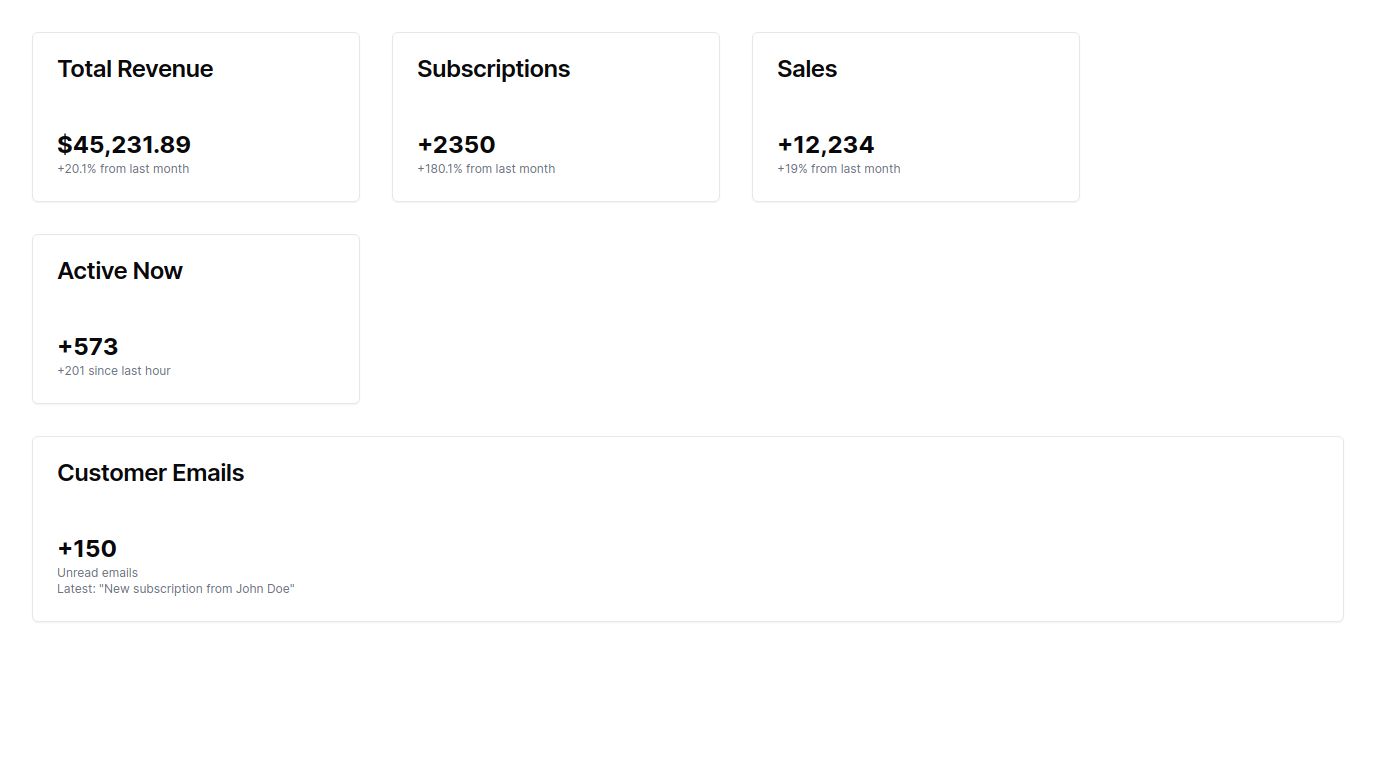 Total Revenue
$45,231.89
+20.1% from last month
Subscriptions
+2350
+180.1% from last month
Sales
+12,234
+19% from last month
Active Now
+573
+201 since last hour
Customer Emails
+150
Unread emails
Latest: "New subscription from John Doe"